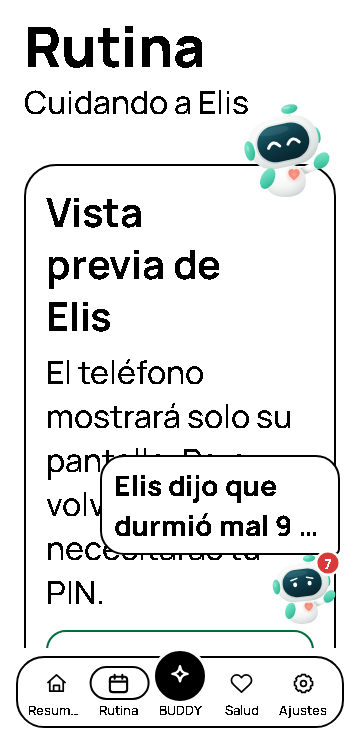 Rutina
Cuidando a Elis
Vista
previa de
Elis
El teléfono
mostrará solo su
Elis dijo que
durmió mal 9 ...
PIN.
7
Resum...
Rutina
BUDDY
Salud
Ajustes